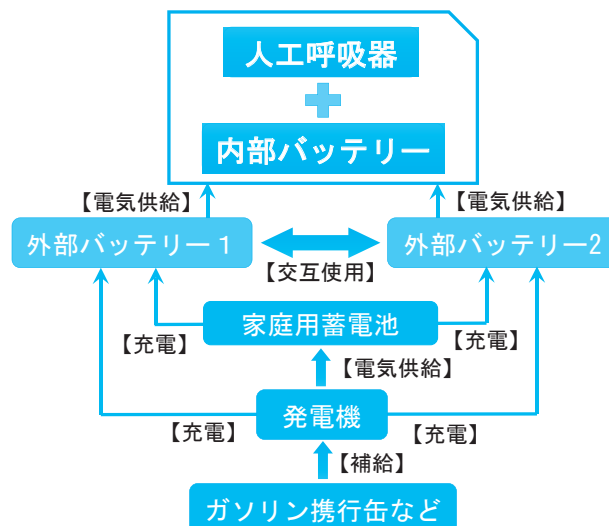 人工呼吸器
内部バッテリー
【電気供給】
【電気供給】
外部バッテリー１
外部バッテリー2
【交互使用】
家庭用蓄電池
【充電】
【充電】
【電気供給】
発電機
【充電】
【充電】
【補給】
ガソリン携行缶など